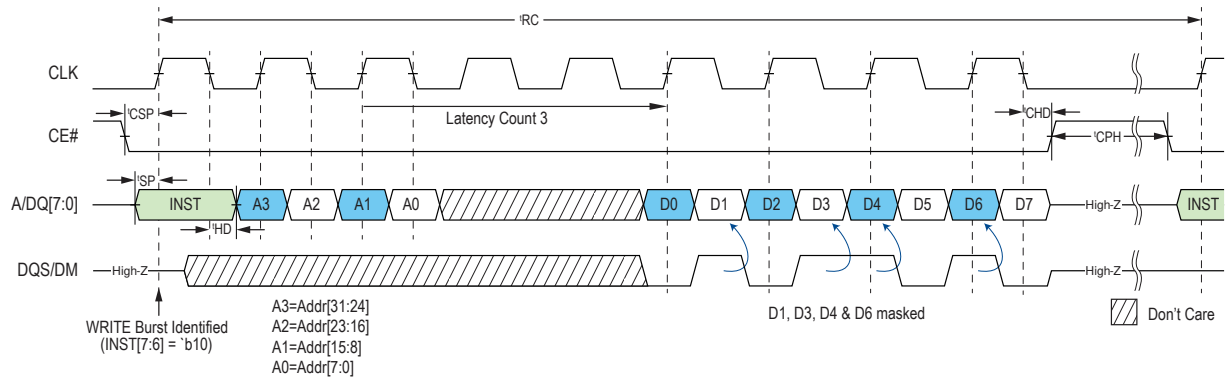 tRC
CLK
Latency Count 3
tCSP
tCHD
CE#
tCPH
tSP
A/DQ[7:0]
INST A3 A2 A1 A0 D0 D1 D2 D3 D4 D5 D6 D7 High-Z INST
tHD
DQS/DM High-Z High-Z
A3=Addr[31:24]
D1, D3, D4 & D6 masked
Don't Care
WRITE Burst Identified
A2=Addr[23:16]
(INST[7:6] = `b10)
A1=Addr[15:8]
A0=Addr[7:0]